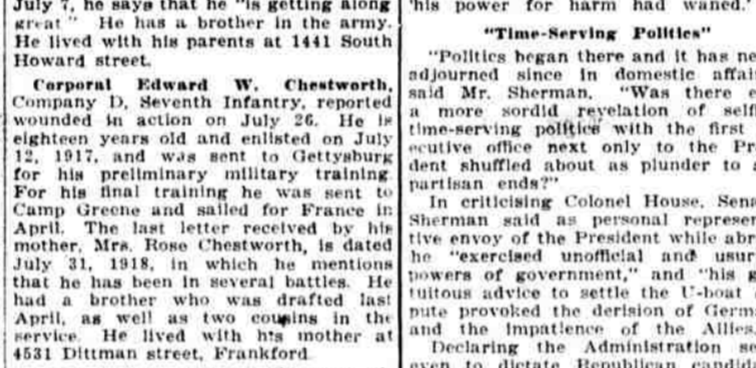 July 7, he says that he "is getting along
great" He has a brother in the army.
He lived with his parents at 1441 South
Howard street.
Corporal Edward W. Chestworth,
Company D, Seventh Infantry, reported
wounded in action on July 26. He is
eighteen years old and enlisted on July
12, 1917, and was sent to Gettysburg
for his preliminary military training
For his final training he was sent to
Camp Greene and sailed for France in
April. The last letter received by his
mother, Mrs. Rose Chestworth, is dated
July 31, 1918, in which he mentions
that he has been in several battles. He
had a brother who was drafted last
April, as well as two cousins in the
service. He lived with his mother at
4531 Dittman street, Frankford
'his power for harm had waned.'
"Time-Serving Politics"
"Politics began there and it has ne
adjourned since in domestic affai
said Mr. Sherman. "Was there e
a more sordid revelation of self
time-serving politics with the first
ecutive office next only to the Pr
dent shuffled about as plunder to
partisan ends?"
In criticising Colonel House, Sena
Sherman said as personal represen
tive envoy of the President while abr
he "exercised unofficial and usur
powers of government," and "his g
tuitous advice to settle the U-boat
pute provoked the derision of Germ
and the impatience of the Allies.
Declaring the Administration se
even to dictate Republican candida